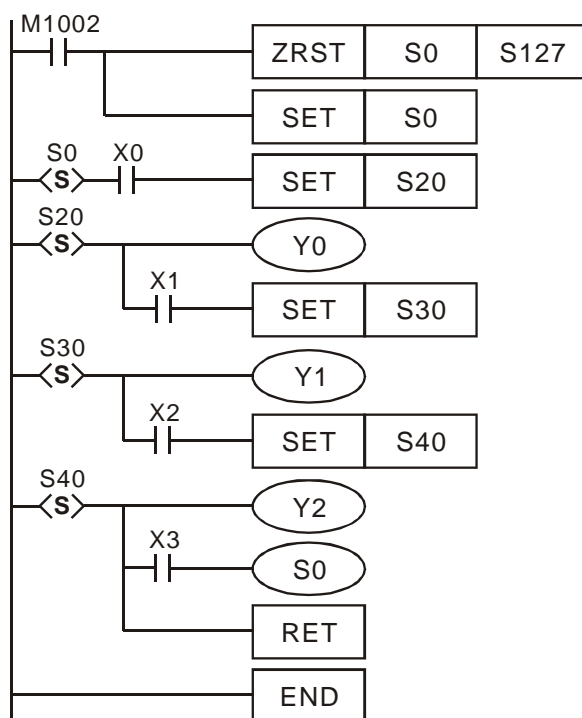 M1002
ZRST S0 S127
SET S0
S0 X0
S SET S20
S20
S Y0
X1
SET S30
S30
S Y1
X2
SET S40
S40
S Y2
X3
S0
RET
END